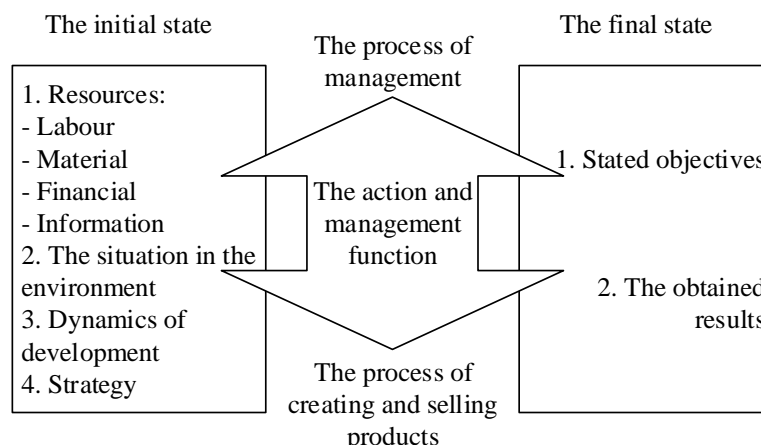 The initial state
1. Resources:
- Labour
- Material
- Financial
- Information
2. The situation in the
environment
3. Dynamics of
development
4. Strategy
The process of
management
The action and
management
function
The process of
creating and selling
products
The final state
1. Stated objectives
2. The obtained
results